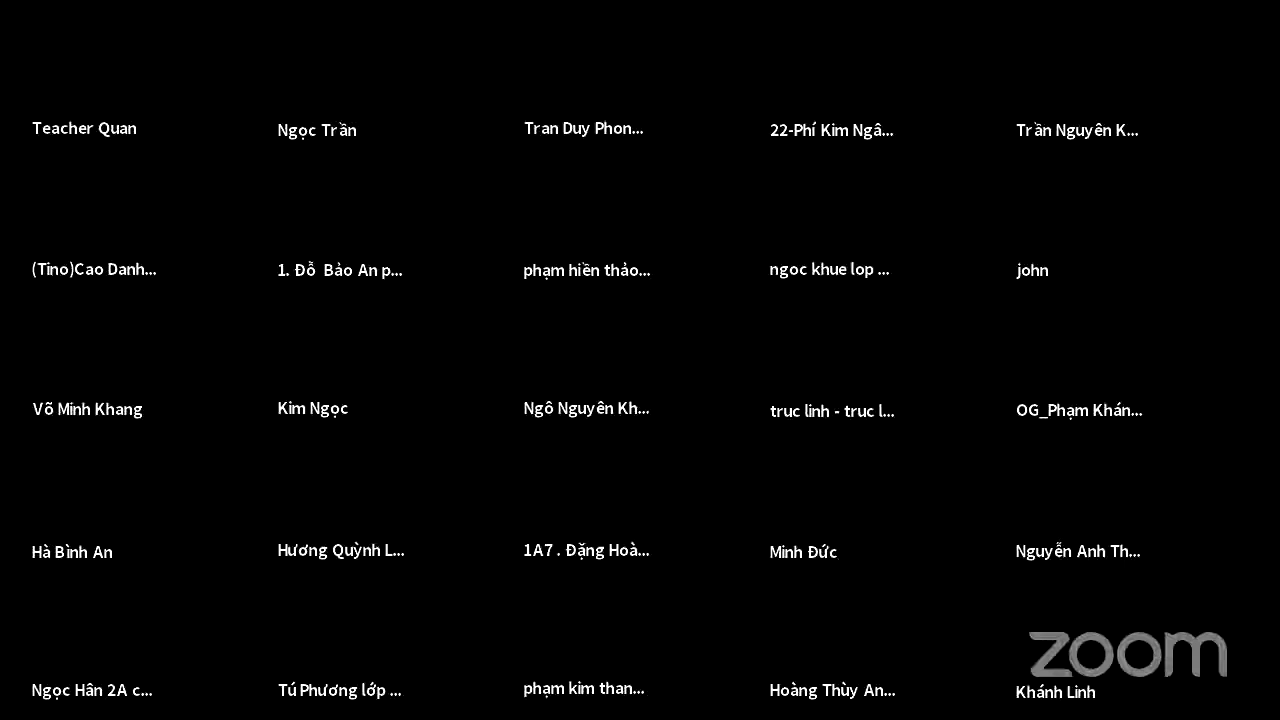 Teacher Quan
Ngọc Trần
Tran Duy Phon...
22-Phí Kim Ngâ...
Trần Nguyên K...
(Tino)Cao Danh...
1. Đỗ Bảo An p...
phạm hiền thảo...
ngoc khue lop ...
john
Võ Minh Khang
Kim Ngọc
Ngô Nguyên Kh...
truc linh - truc l...
OG_Phạm Khán...
Hà Bình An
Hương Quỳnh L...
1A7 . Đặng Hoà...
Minh Đức
Nguyễn Anh Th...
zoom
Ngọc Hân 2A c...
Tú Phương lớp ...
phạm kim than...
Hoàng Thùy An...
Khánh Linh